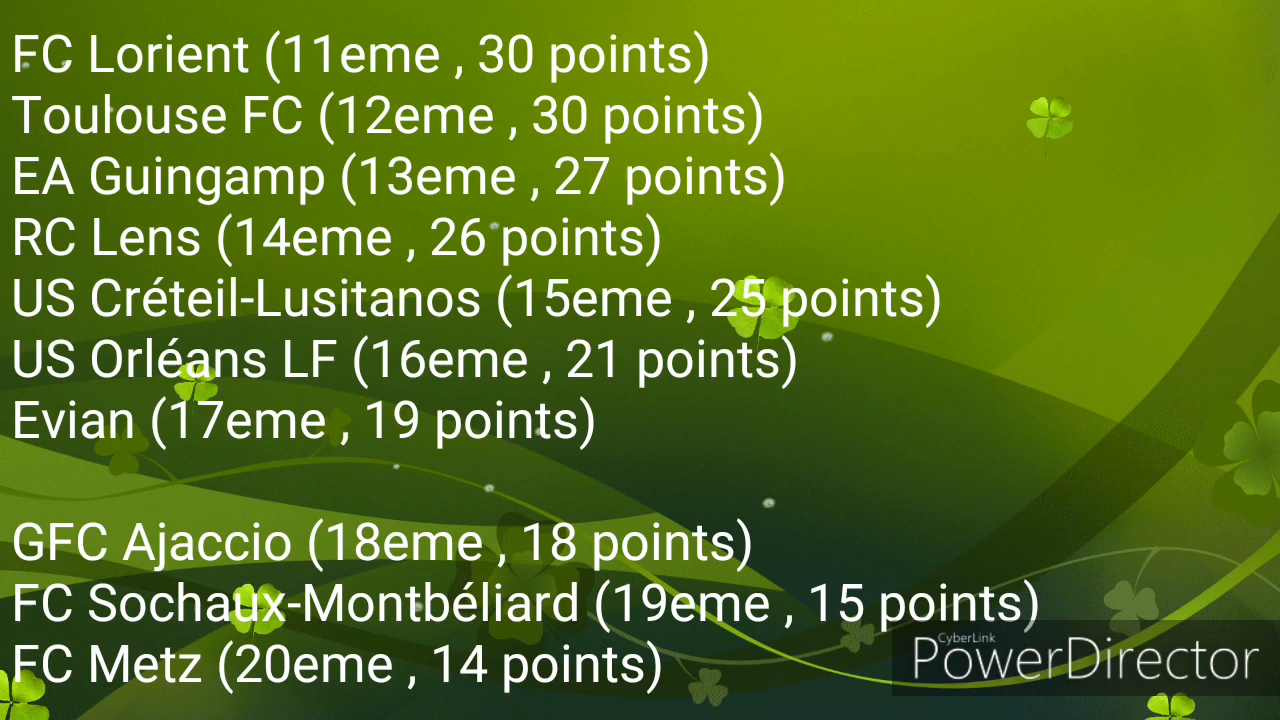 FC Lorient (11eme , 30 points)
Toulouse FC (12eme , 30 points)
EA Guingamp (13eme , 27 points)
RC Lens (14eme , 26 points)
US Créteil-Lusitanos (15eme , 25 points)
US Orléans LF (16eme , 21 points)
Evian (17eme , 19 points)
GFC Ajaccio (18eme , 18 points)
FC Sochaux-Montbéliard (19eme , 15 points)
FC Metz (20eme , 14 points)
CyberLink
PowerDirector